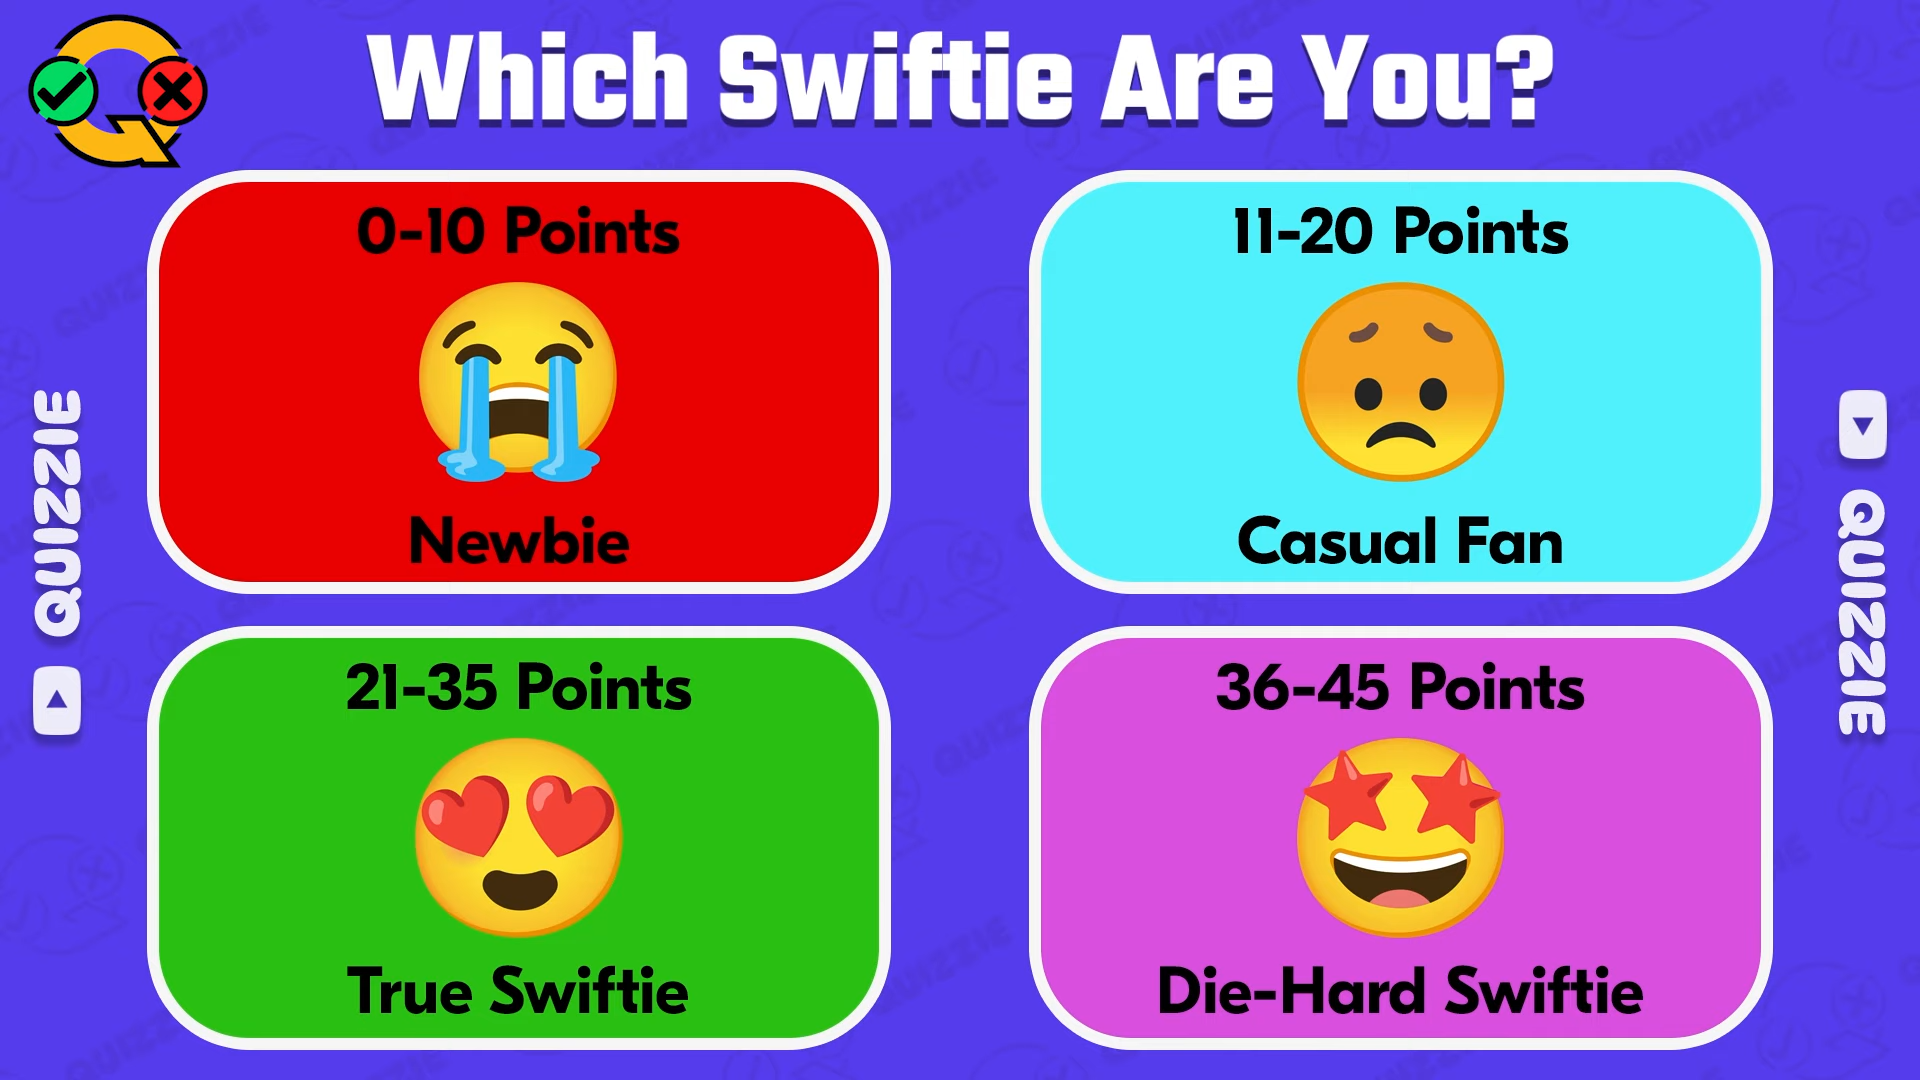 Which Swiftie Are You?
0-10 Points
Newbie
11-20 Points
Casual Fan
21-35 Points
True Swiftie
36-45 Points
Die-Hard Swiftie
QUIZZIE
QUIZZIE